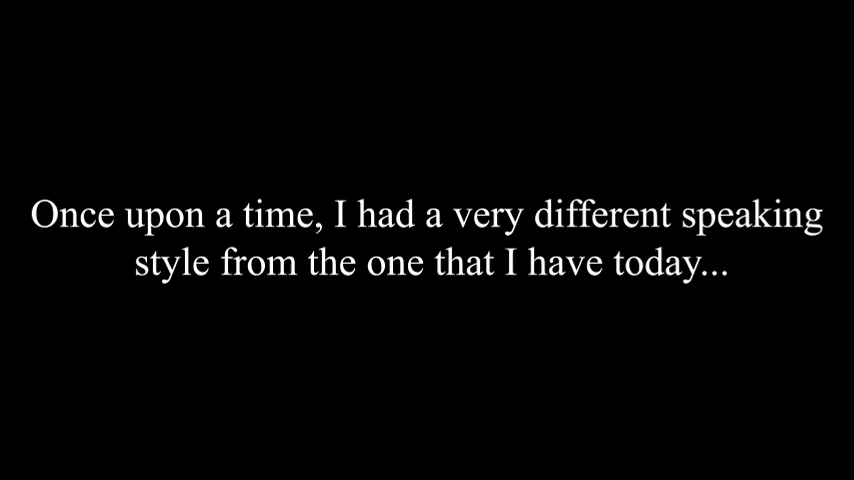 Once upon a time, I had a very different speaking
style from the one that I have today...